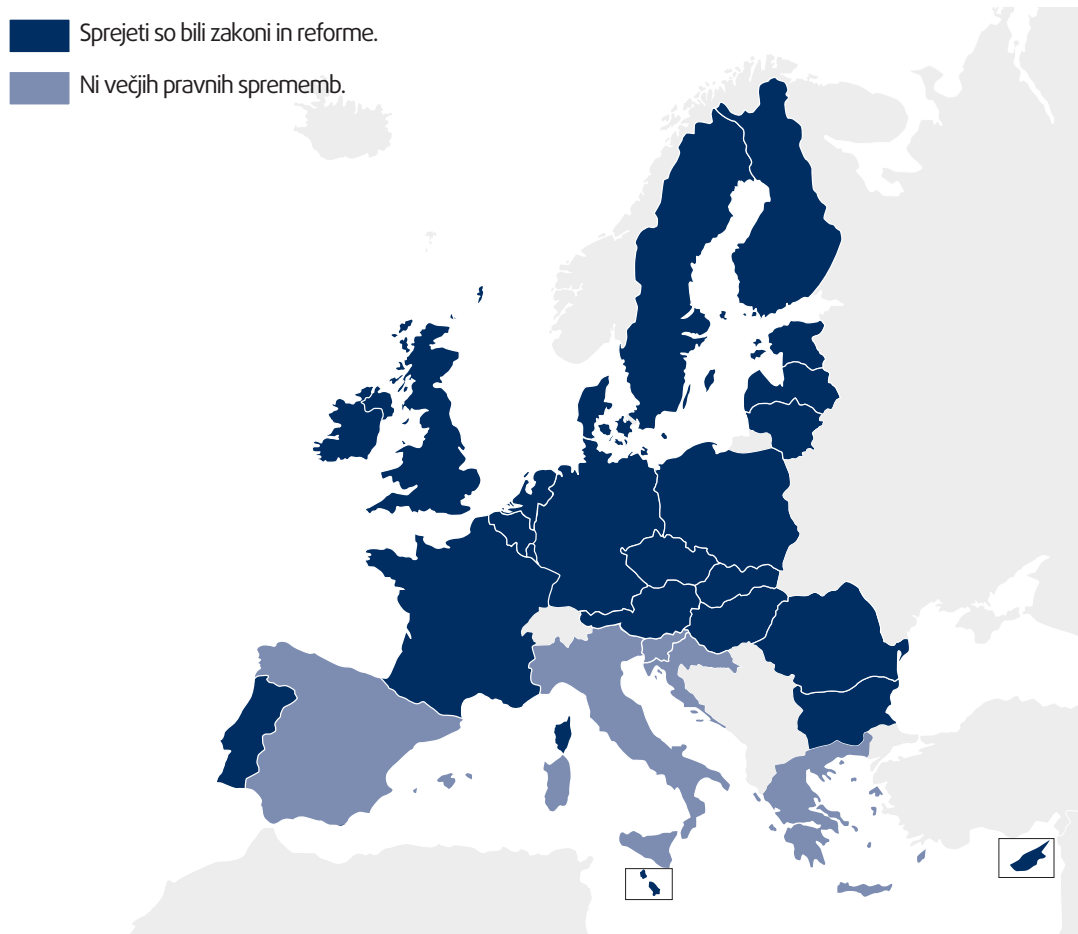 Sprejeti so bili zakoni in reforme.
Ni večjih pravnih sprememb.